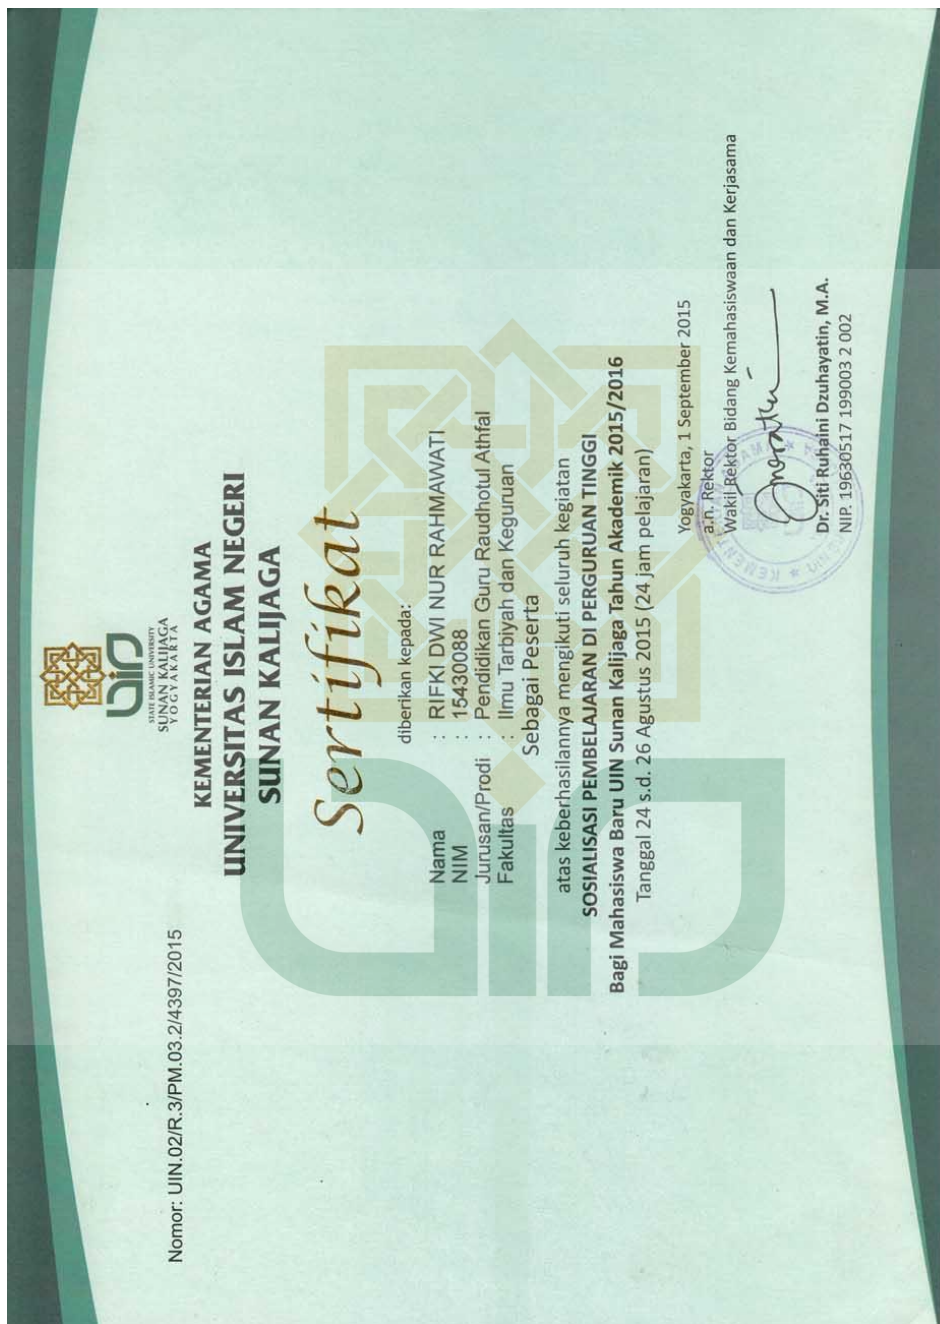 STATE ISLAMIC UNIVERSITY
SUNAN KALIJAGA
YOGYAKARTA
Nomor: UIN.02/R.3/PM.03.2/4397/2015
KEMENTERIAN AGAMA
UNIVERSITAS ISLAM NEGERI
SUNAN KALIJAGA
Sertifikat
diberikan kepada:
Nama : RIFKI DWI NUR RAHMAWATI
NIM : 15430088
Jurusan/Prodi : Pendidikan Guru Raudhotul Athfal
Fakultas : Ilmu Tarbiyah dan Keguruan
Sebagai Peserta
atas keberhasilannya mengikuti seluruh kegiatan
SOSIALISASI PEMBELAJARAN DI PERGURUAN TINGGI
Bagi Mahasiswa Baru UIN Sunan Kalijaga Tahun Akademik 2015/2016
Tanggal 24 s.d. 26 Agustus 2015 (24 jam pelajaran)
Yogyakarta, 1 September 2015
a.n. Rektor
Wakil Rektor Bidang Kemahasiswaan dan Kerjasama
Dr. Siti Ruhaini Dzuhayatin, M.A.
NIP. 19630517 199003 2 002